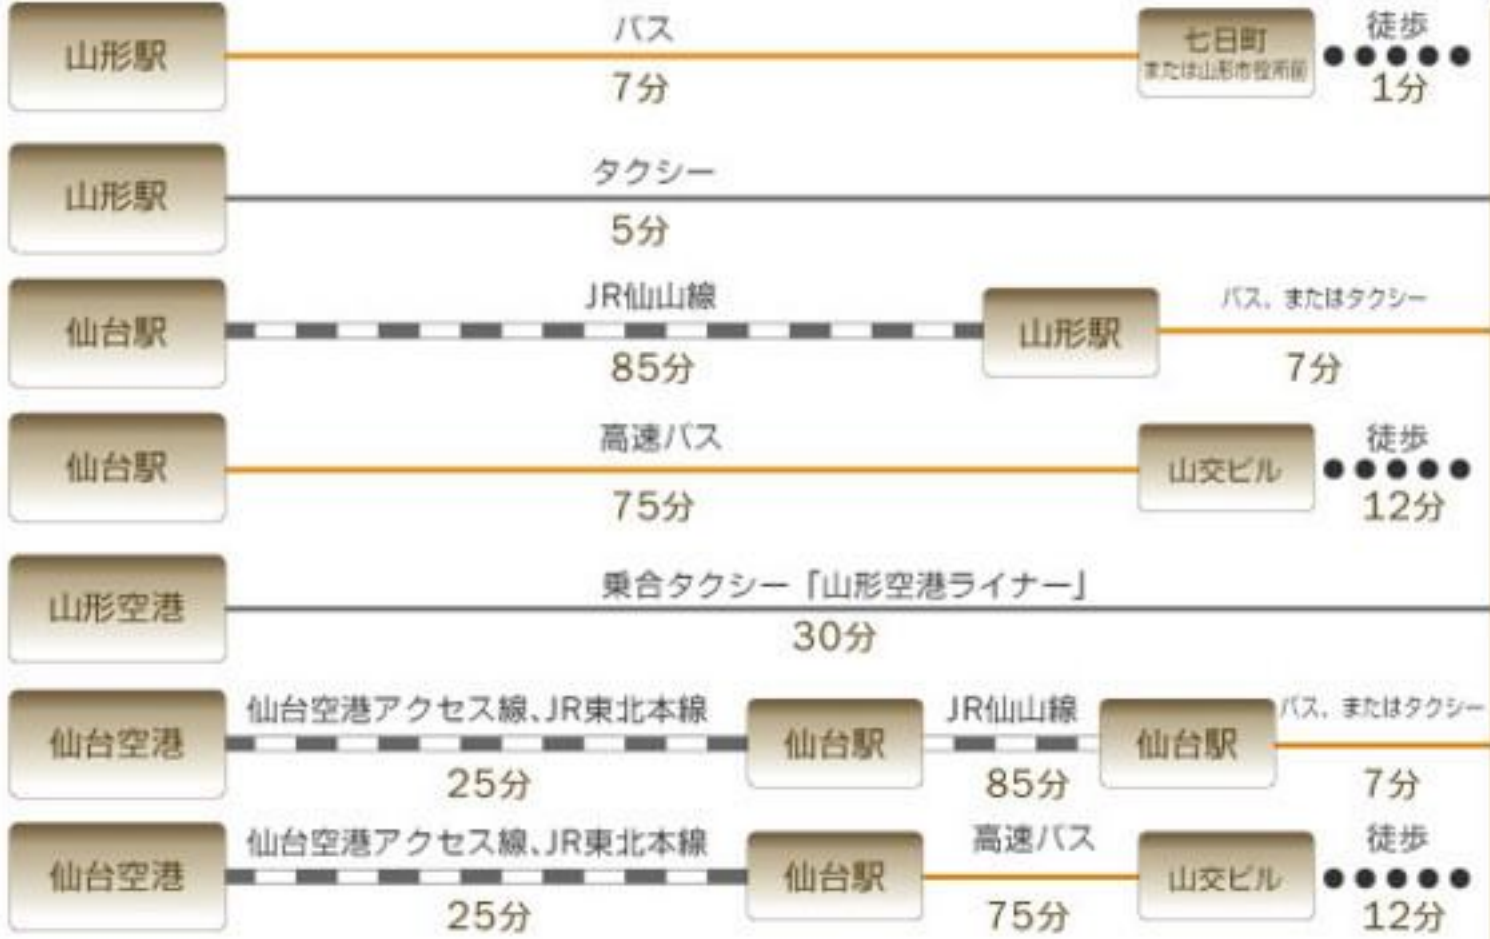 山形駅
バス
7分
七日町
または山形市役所前
徒歩
1分
山形駅
タクシー
5分
仙台駅
JR仙山線
85分
山形駅
バス、またはタクシー
7分
仙台駅
高速バス
75分
山交ビル
徒歩
12分
山形空港
乗合タクシー「山形空港ライナー」
30分
仙台空港
仙台空港アクセス線、JR東北本線
25分
仙台駅
JR仙山線
85分
仙台駅
バス、またはタクシー
7分
仙台空港
仙台空港アクセス線、JR東北本線
25分
仙台駅
高速バス
75分
山交ビル
徒歩
12分